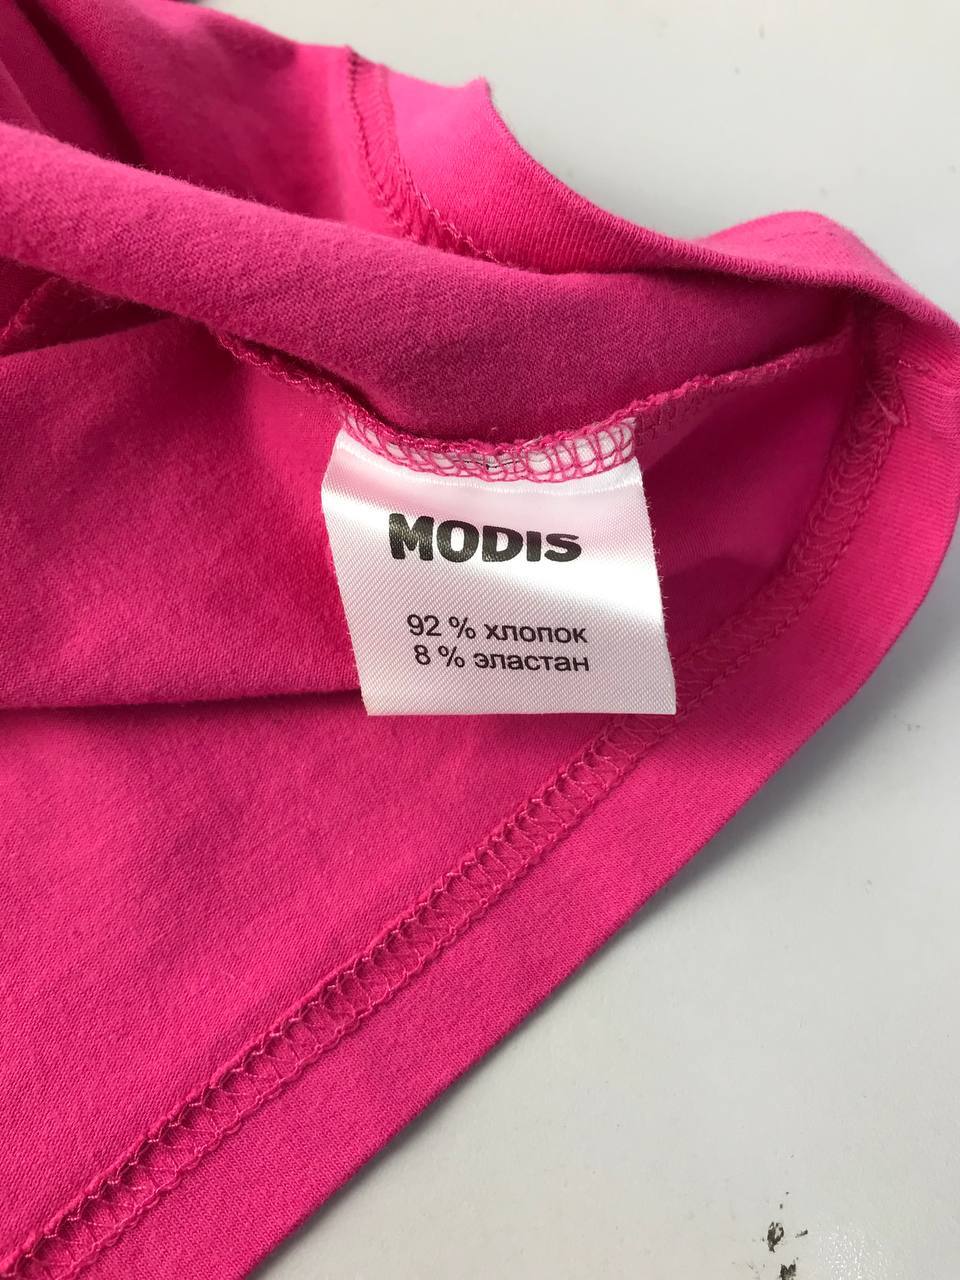 MODIS
92 % хлопок
8 % эластан